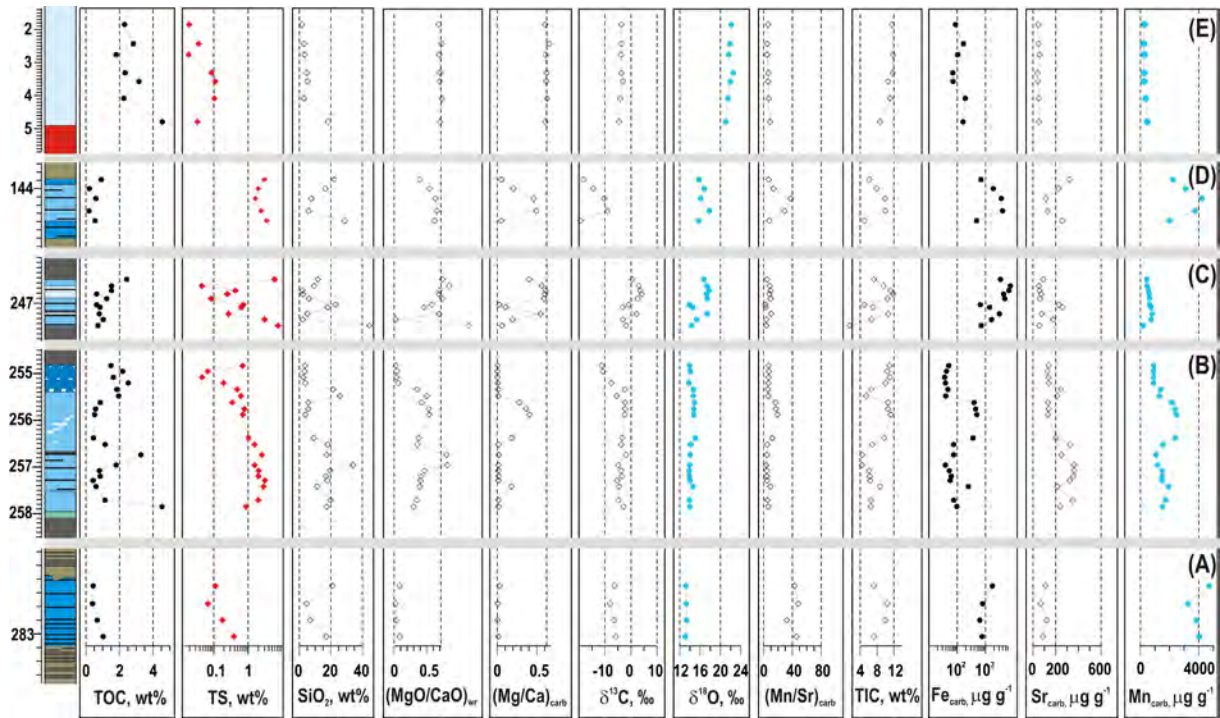 2
3
4
5
(E)
144
(D)
247
(C)
255
256
257
258
(B)
283
(A)
0 2 4
0.1 1
0 20 40
0 0.5
0 0.5
-10 0 10
12 16 20 24
0 40 80
4 8 12
10² 10³
0 200 600
0 4000
TOC, wt%
TS, wt%
SiO₂, wt%
(MgO/CaO)wr
(Mg/Ca)carb
δ¹³C, ‰
δ¹⁸O, ‰
(Mn/Sr)carb
TIC, wt%
Fecarb, µg g⁻¹
Srcarb, µg g⁻¹
Mncarb, µg g⁻¹